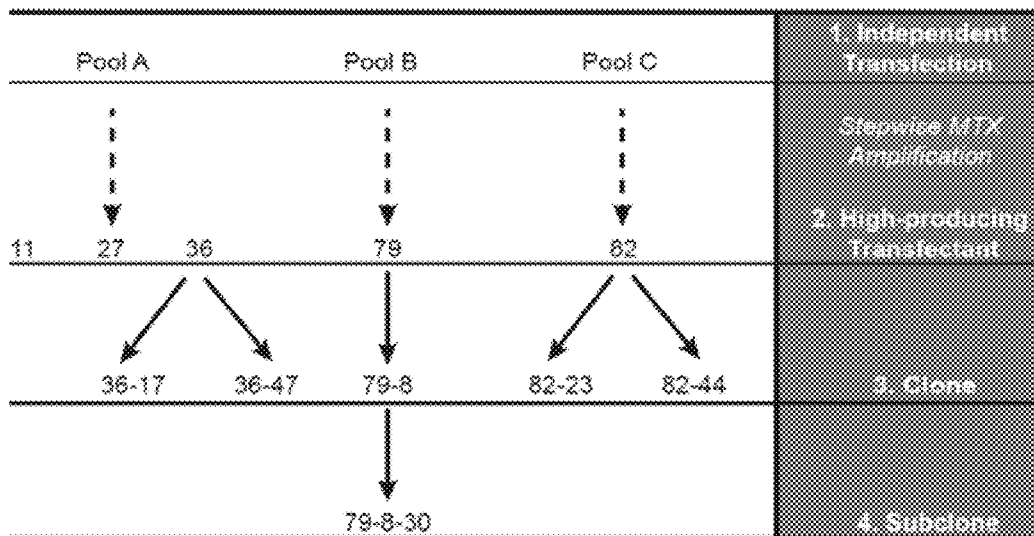 Pool A Pool B Pool C
1. Independent
Transfection
Stepwise MTX
Amplification
11 27 36 79 82
2. High-producing
Transfectant
36-17 36-47 79-8 82-23 82-44
3. Clone
79-8-30
4. Subclone